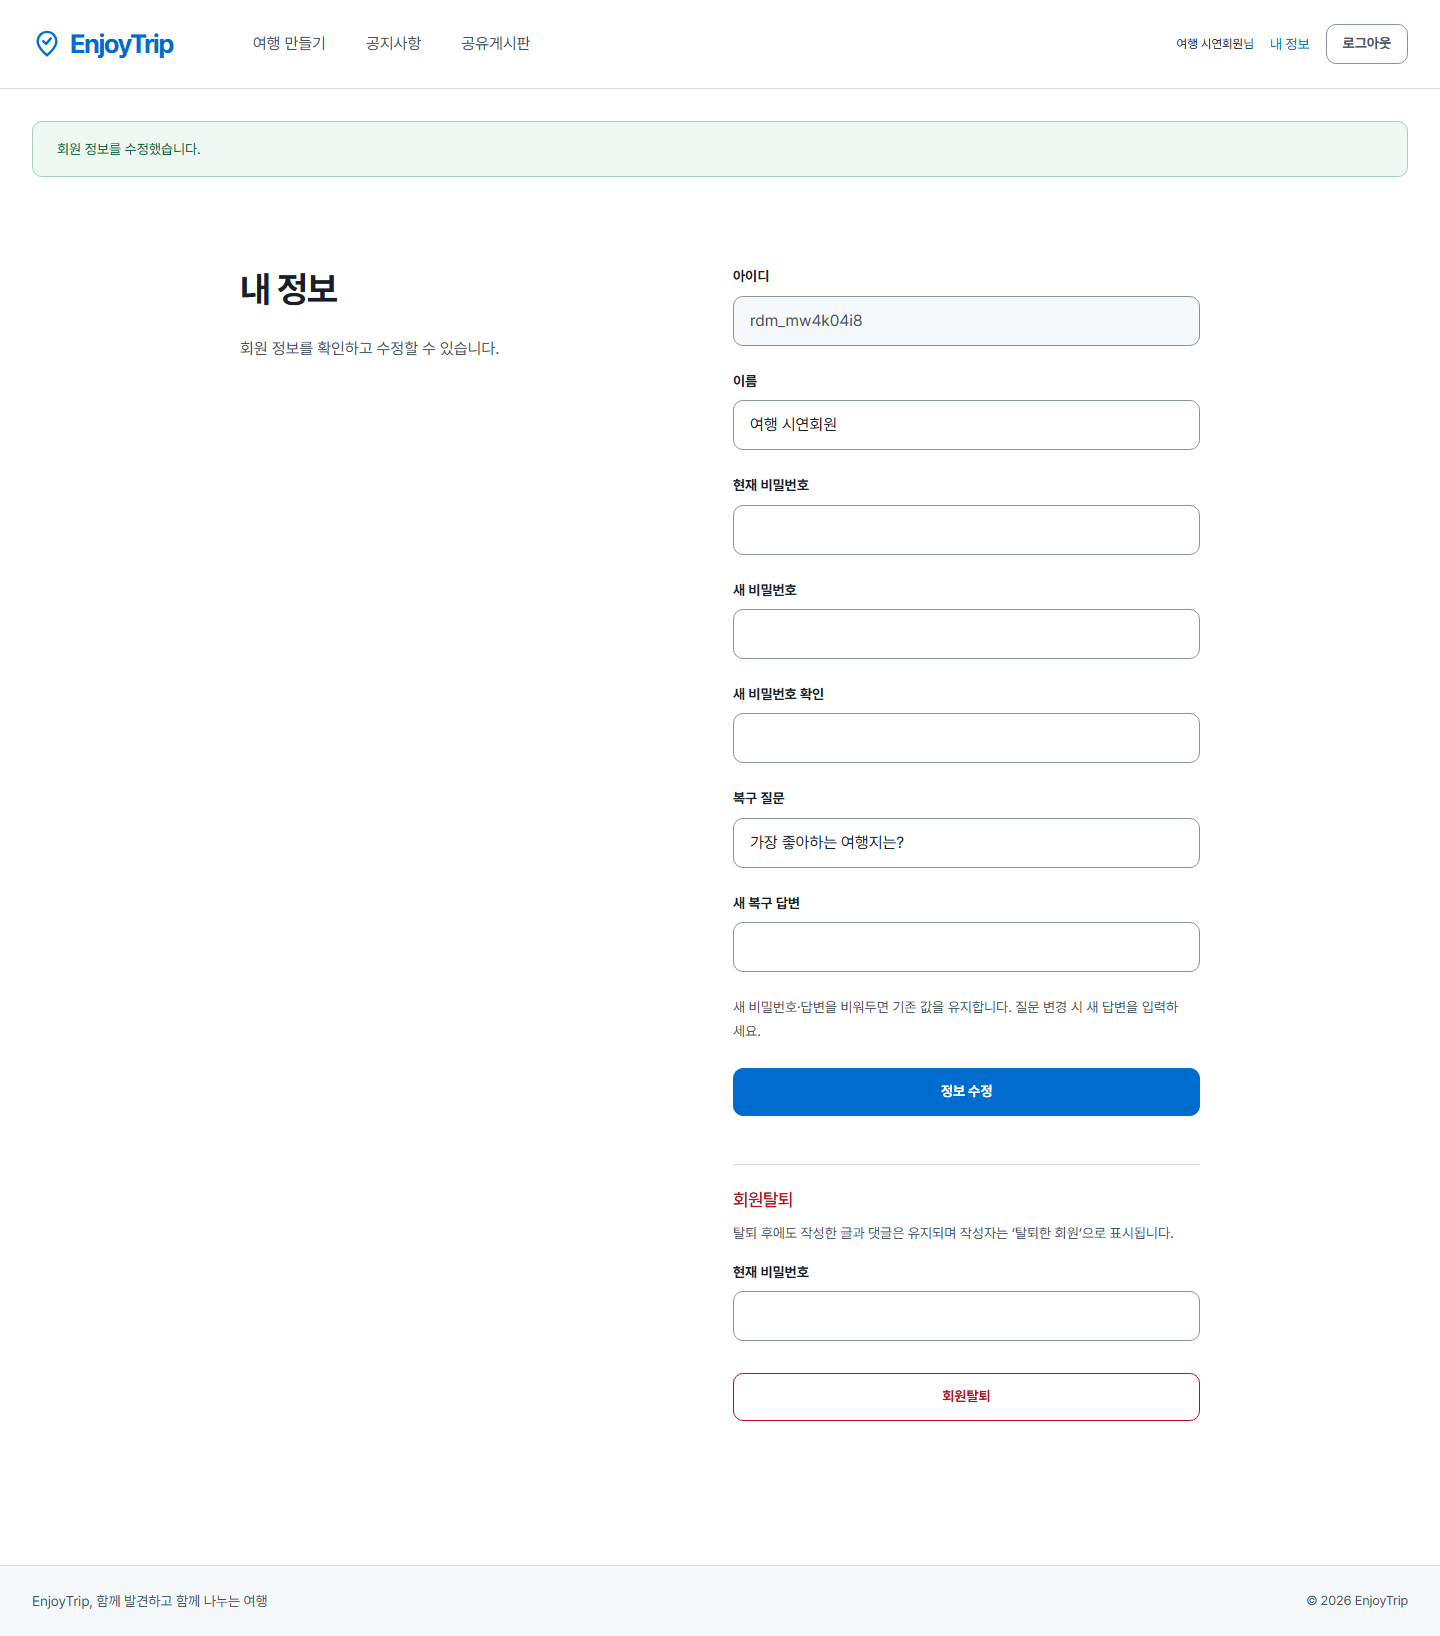 EnjoyTrip
여행 만들기
공지사항
공유게시판
여행 시연회원님
내 정보
로그아웃
회원 정보를 수정했습니다.
내 정보
회원 정보를 확인하고 수정할 수 있습니다.
아이디
rdm_mw4k04i8
이름
여행 시연회원
현재 비밀번호
새 비밀번호
새 비밀번호 확인
복구 질문
가장 좋아하는 여행지는?
새 복구 답변
새 비밀번호·답변을 비워두면 기존 값을 유지합니다. 질문 변경 시 새 답변을 입력하
세요.
정보 수정
회원탈퇴
탈퇴 후에도 작성한 글과 댓글은 유지되며 작성자는 ‘탈퇴한 회원’으로 표시됩니다.
현재 비밀번호
회원탈퇴
EnjoyTrip, 함께 발견하고 함께 나누는 여행
© 2026 EnjoyTrip